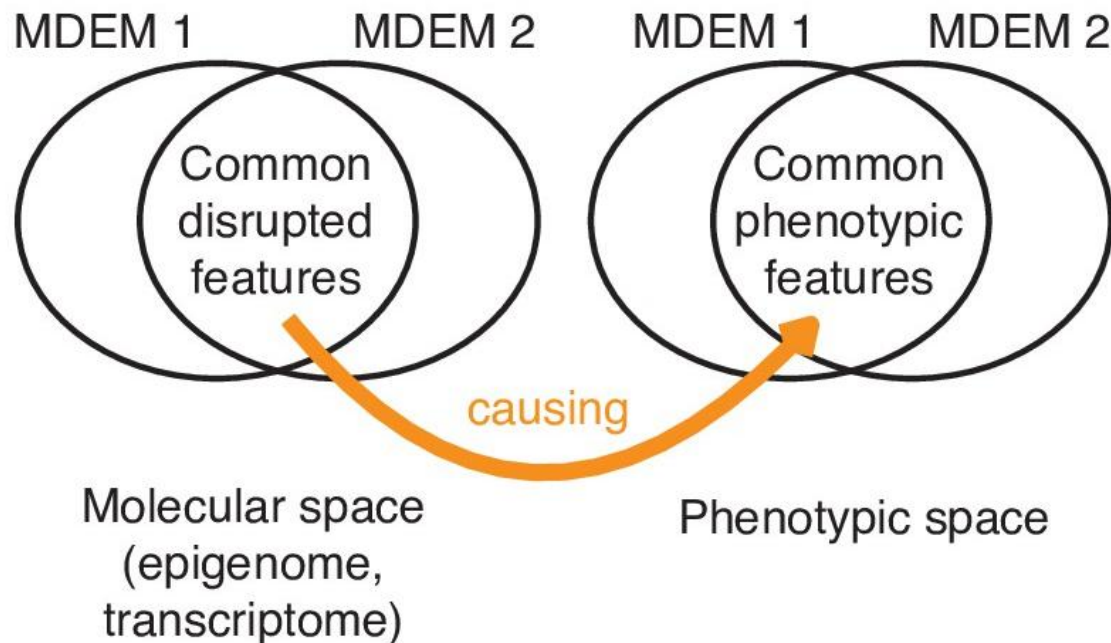 MDEM 1 MDEM 2 MDEM 1 MDEM 2
Common
disrupted
features
Common
phenotypic
features
causing
Molecular space
(epigenome,
transcriptome)
Phenotypic space